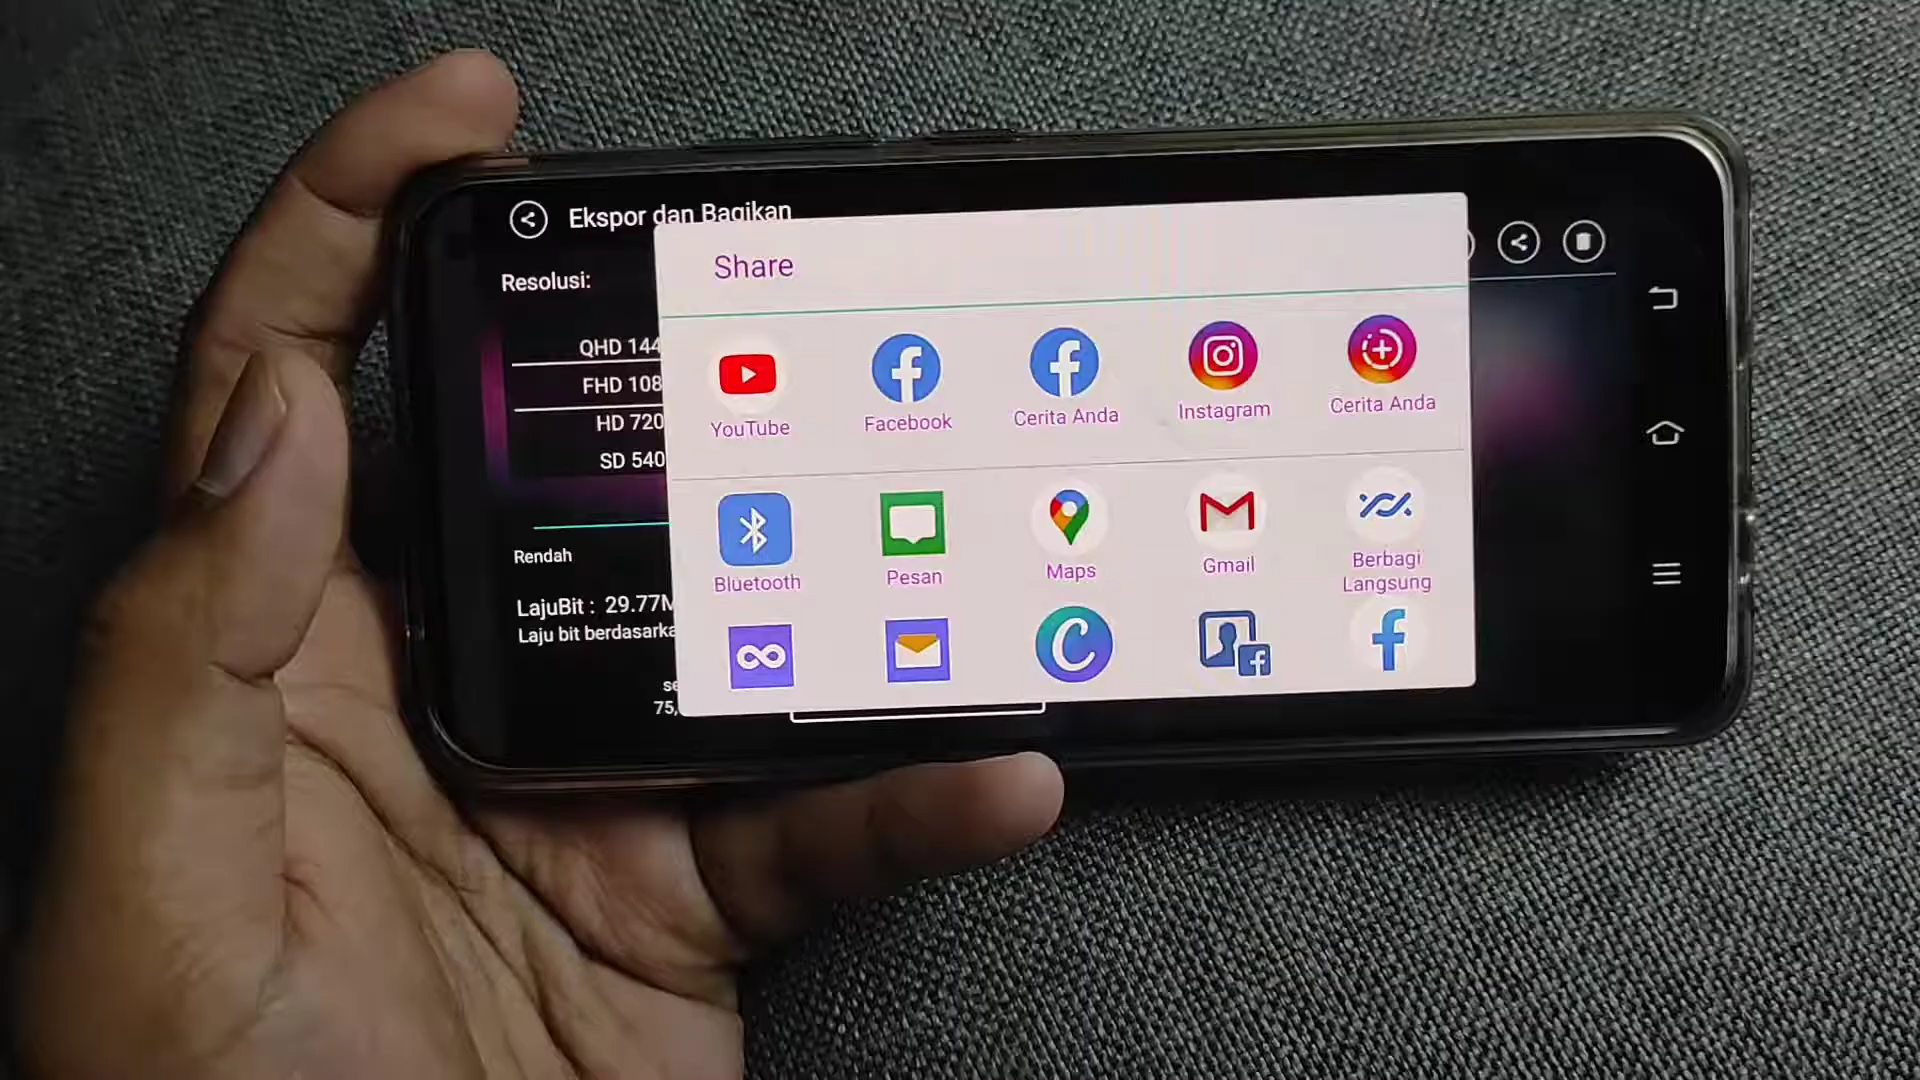 Ekspor dan Bagikan
Resolusi:
QHD 144
FHD 108
HD 720
SD 540
Rendah
LajuBit : 29.77M
Laju bit berdasarka
se
75,
Share
YouTube
Facebook
Cerita Anda
Instagram
Cerita Anda
Bluetooth
Pesan
Maps
Gmail
Berbagi
Langsung